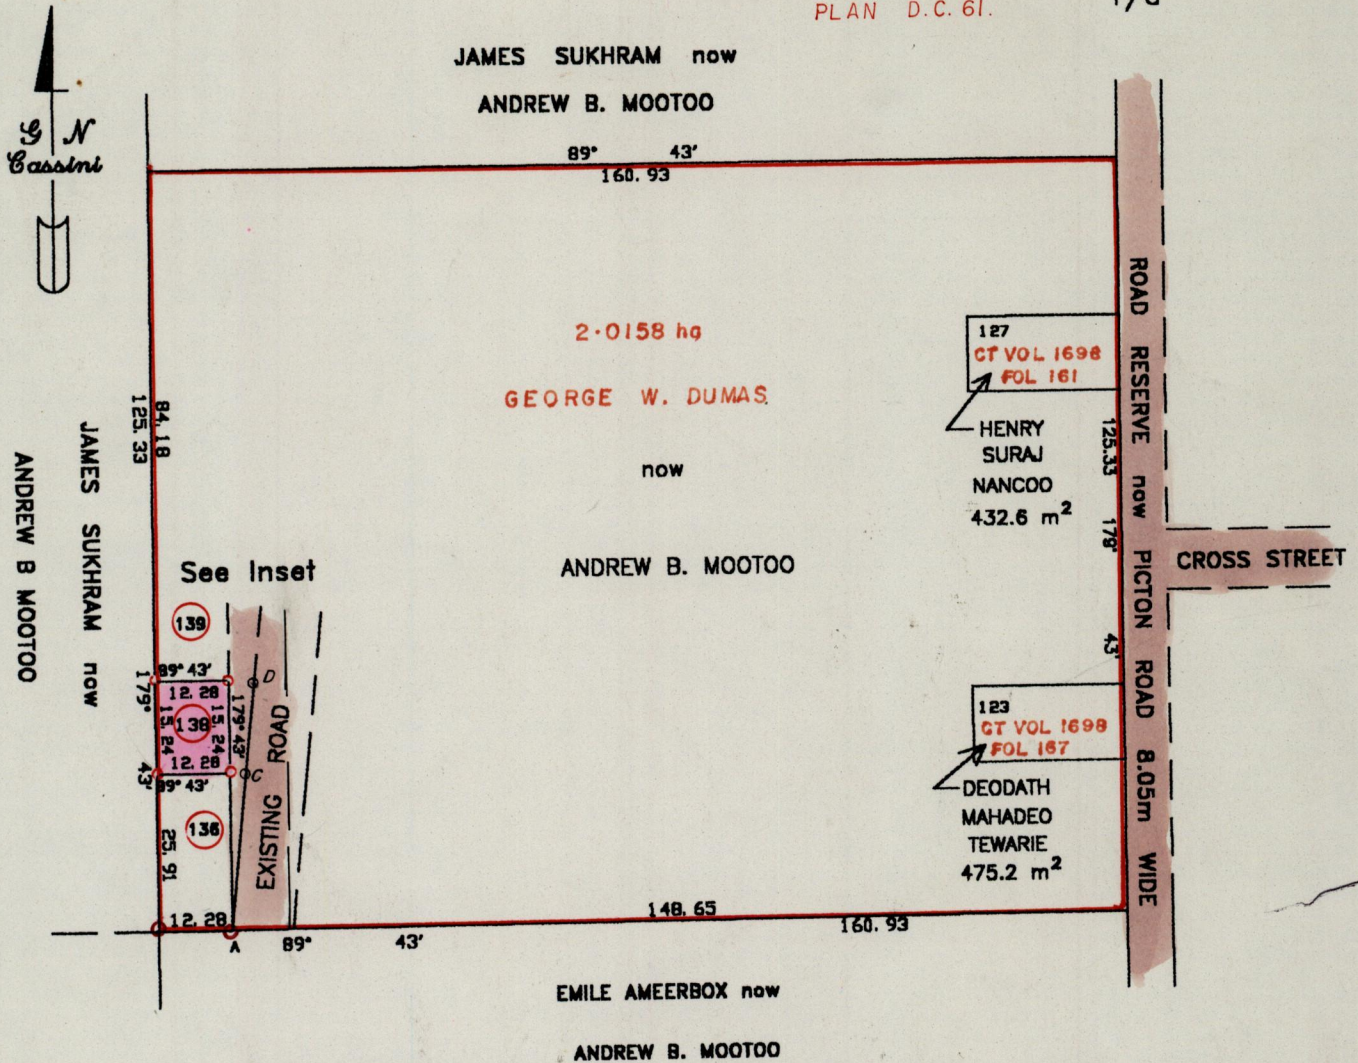 PLAN D.C. 61.
JAMES SUKHRAM now
ANDREW B. MOOTOO
G N
Cassini
89° 43'
160.93
2·0158 ha
GEORGE W. DUMAS
now
ANDREW B. MOOTOO
127
CT VOL 1698
FOL 161
HENRY
SURAJ
NANCOO
432.6 m²
125.33
179°
43'
ROAD RESERVE now PICTON ROAD 8.05m WIDE
CROSS STREET
84.18
125.33
JAMES SUKHRAM now
ANDREW B MOOTOO
See Inset
139
89° 43'
12.28
179°
43'
15.24
138
15.24
179° 43'
12.28
89° 43'
D
C
EXISTING ROAD
136
25.91
12.28
A
89° 43'
148.65
160.93
123
CT VOL 1698
FOL 167
DEODATH
MAHADEO
TEWARIE
475.2 m²
EMILE AMEERBOX now
ANDREW B. MOOTOO